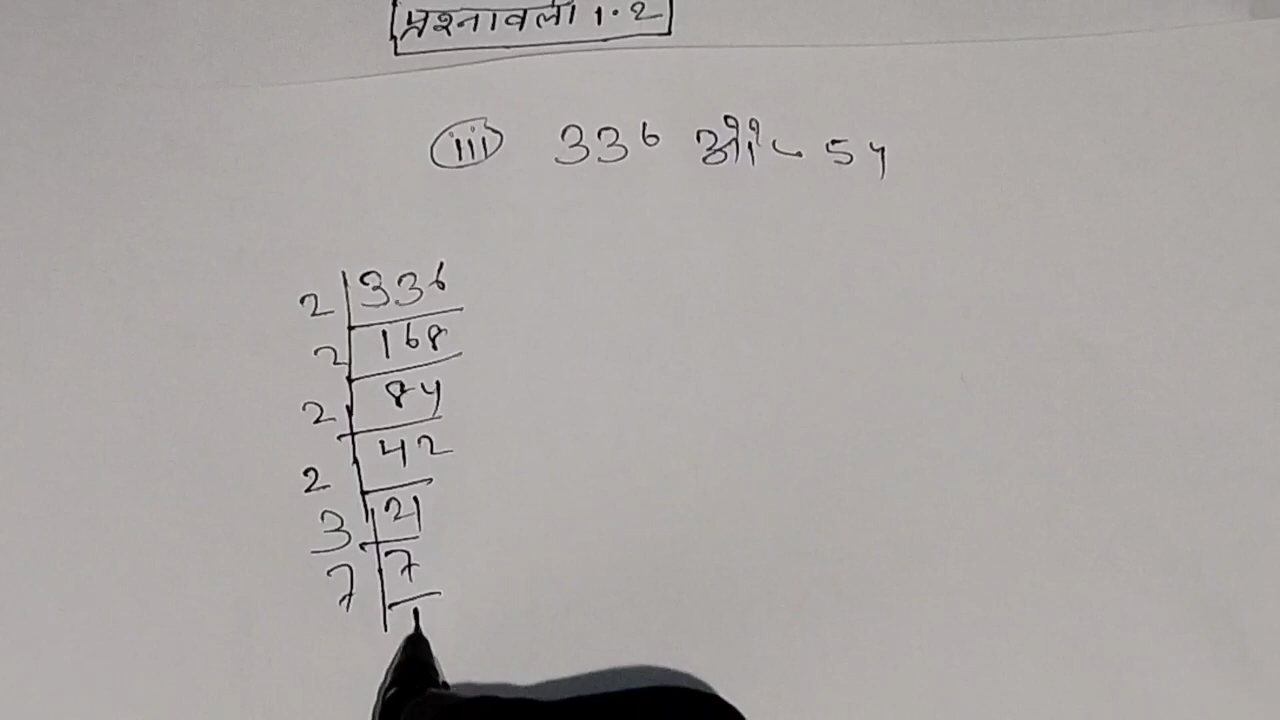 प्रश्नावली 1.2
(iii) 336 और 54
2 | 336
2 | 168
2 | 84
2 | 42
3 | 21
7 | 7
1